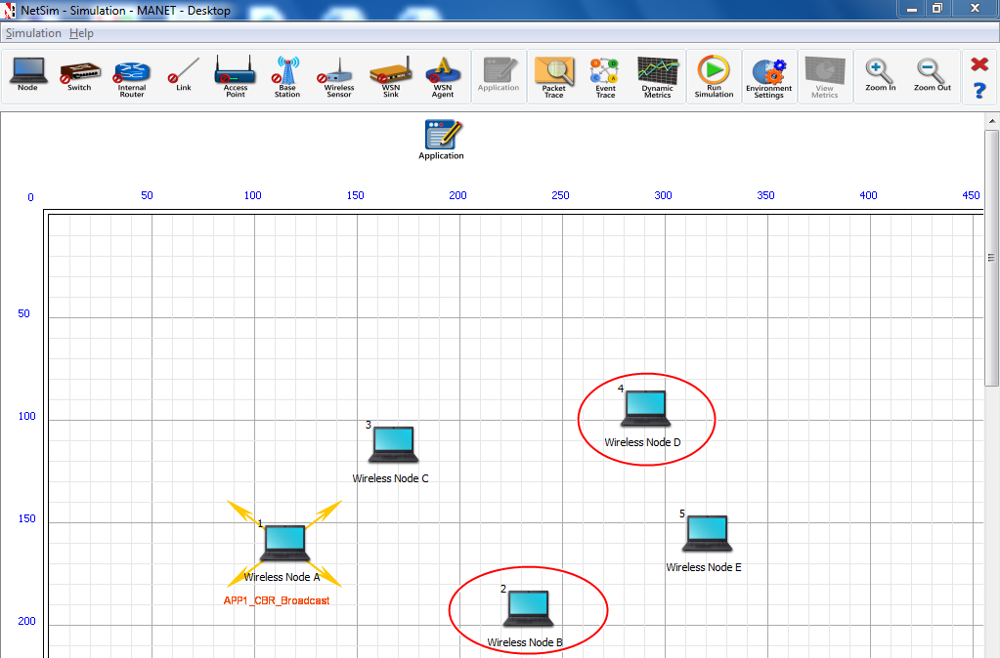 NetSim - Simulation - MANET - Desktop
Simulation Help
Node
Switch
Internal
Router
Link
Access
Point
Base
Station
Wireless
Sensor
WSN
Sink
WSN
Agent
Application
Packet
Trace
Event
Trace
Dynamic
Metrics
Run
Simulation
Environment
Settings
View
Metrics
Zoom In
Zoom Out
?
Application
0 50 100 150 200 250 300 350 400 450
50
100
4
Wireless Node D
3
Wireless Node C
150
5
Wireless Node E
1
Wireless Node A
APP1_CBR_Broadcast
2
200
Wireless Node B